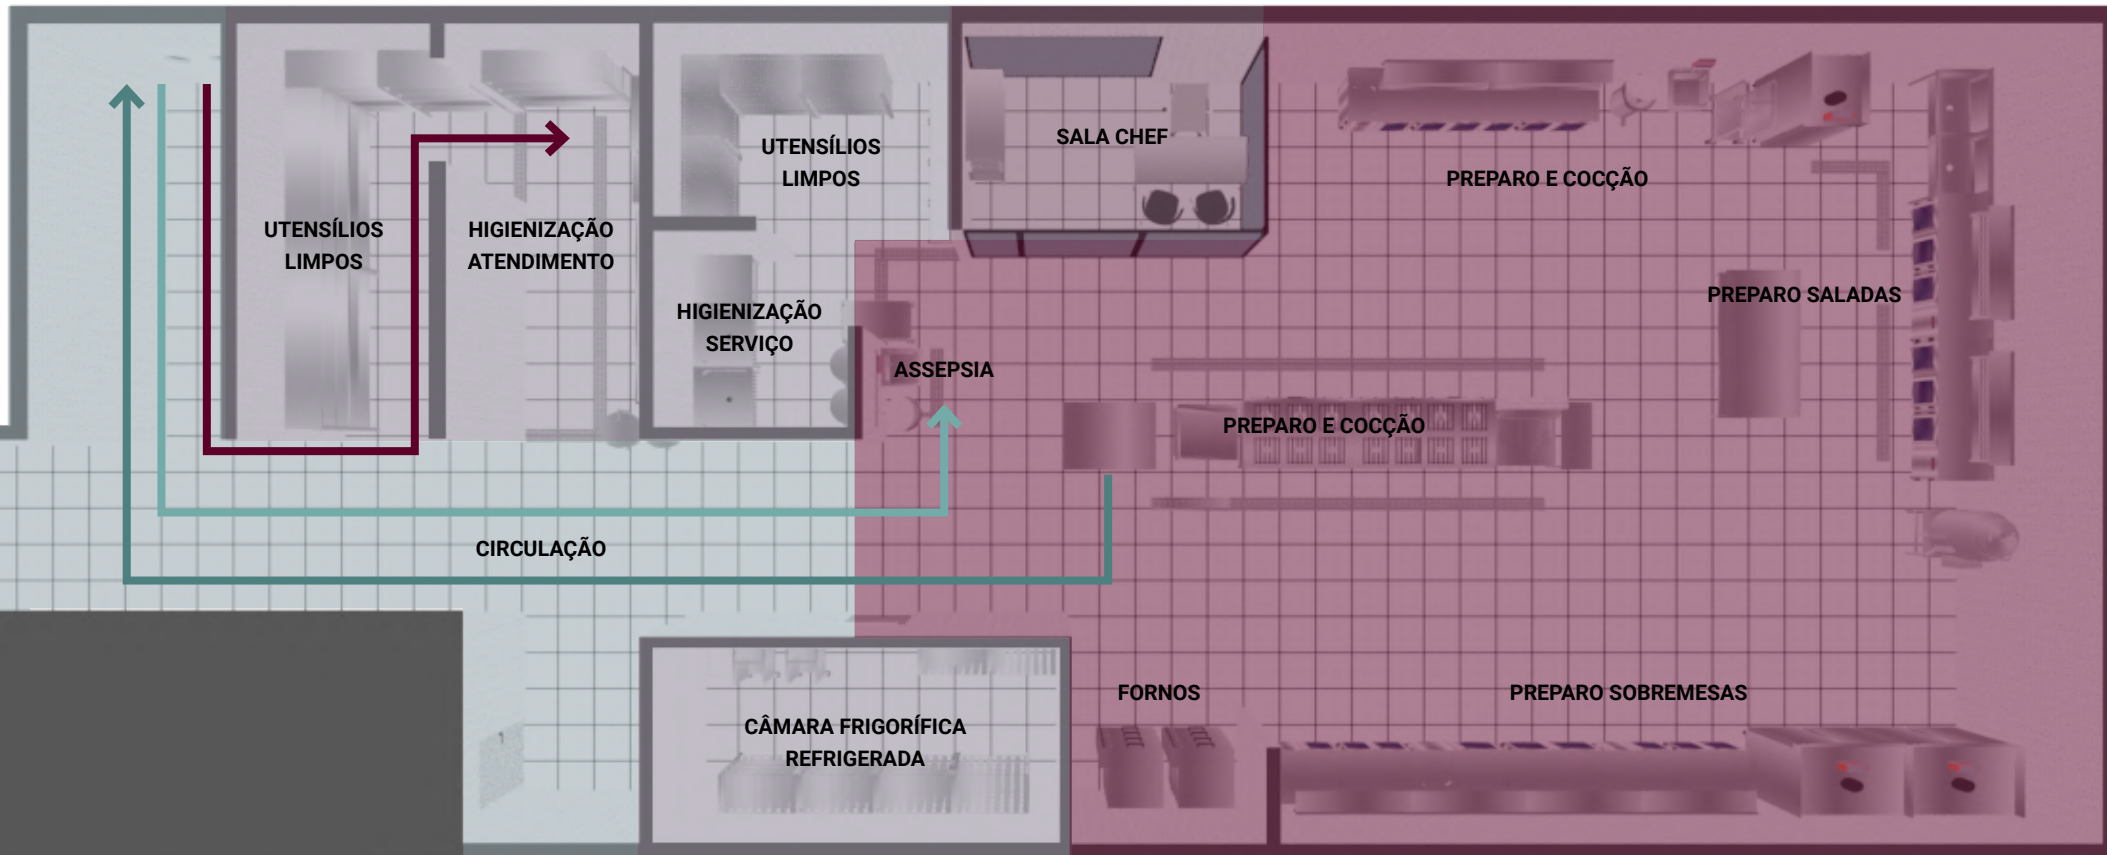 UTENSÍLIOS
LIMPOS
HIGIENIZAÇÃO
ATENDIMENTO
UTENSÍLIOS
LIMPOS
HIGIENIZAÇÃO
SERVIÇO
SALA CHEF
ASSEPSIA
PREPARO E COCÇÃO
PREPARO SALADAS
PREPARO E COCÇÃO
CIRCULAÇÃO
CÂMARA FRIGORÍFICA
REFRIGERADA
FORNOS
PREPARO SOBREMESAS